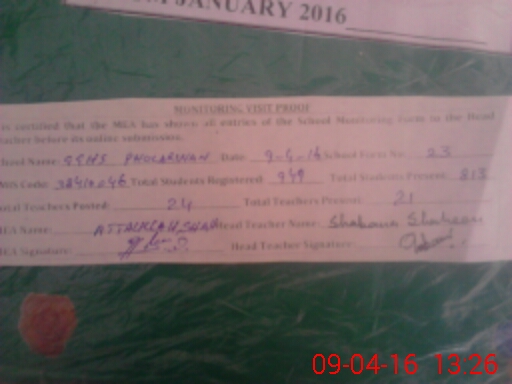 JANUARY 2016
MONITORING VISIT PROOF
is certified that the MEA has shown all entries of the School Monitoring Form to the Head
teacher before its online submission.
School Name: GGHS PHOLARWAN Date: 9-4-16 School Form No. 23
EMIS Code: Total Students Registered: 949 Total Students Present: 813
Total Teachers Posted: 24 Total Teachers Present: 21
MEA Name: ATTAULLAH SHAH Head Teacher Name: Shabana Shaheen
MEA Signature: Head Teacher Signature:
09-04-16 13:26